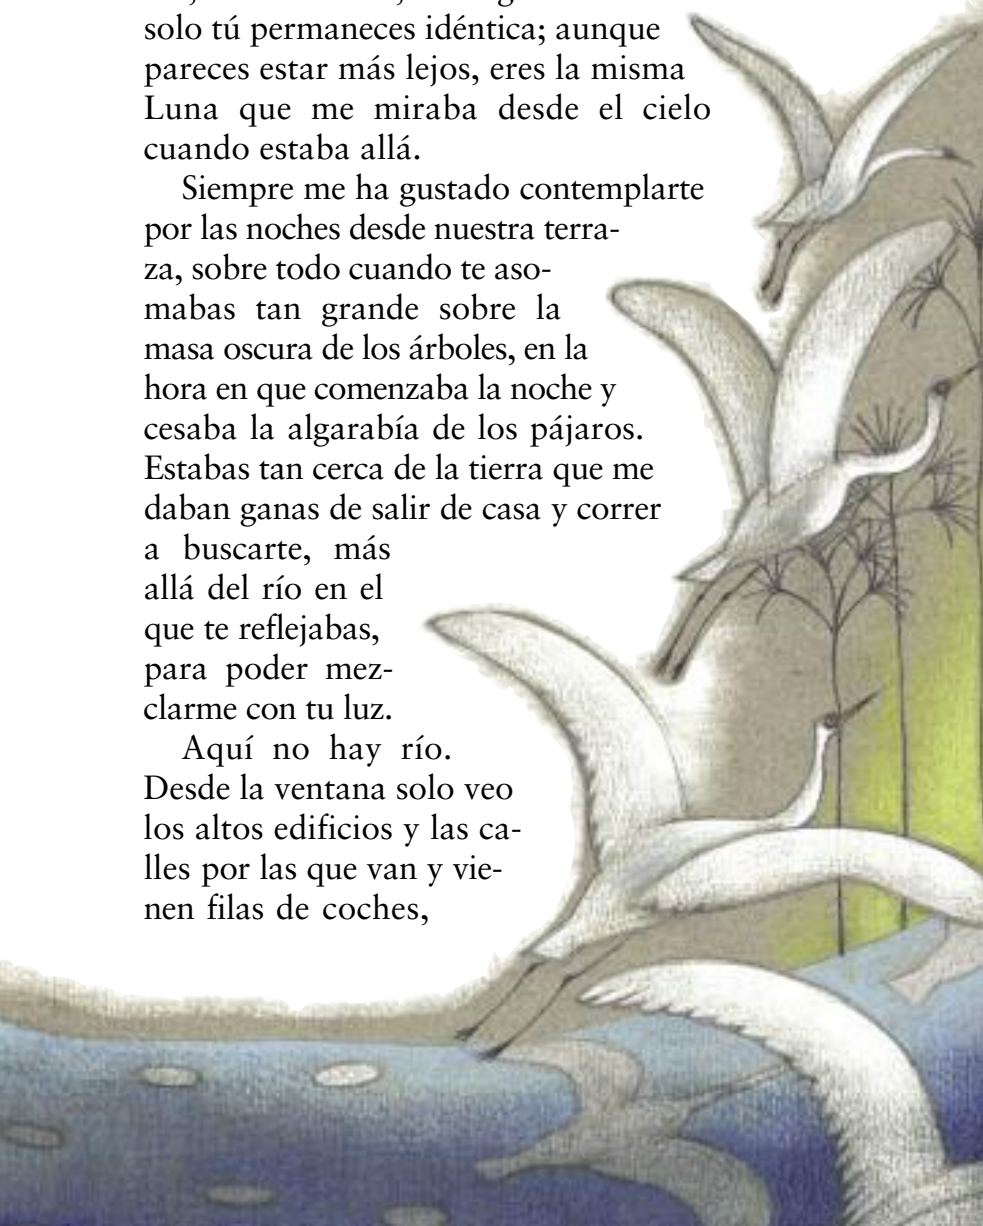 solo tú permaneces idéntica; aunque
pareces estar más lejos, eres la misma
Luna que me miraba desde el cielo
cuando estaba allá.
Siempre me ha gustado contemplarte
por las noches desde nuestra terra-
za, sobre todo cuando te aso-
mabas tan grande sobre la
masa oscura de los árboles, en la
hora en que comenzaba la noche y
cesaba la algarabía de los pájaros.
Estabas tan cerca de la tierra que me
daban ganas de salir de casa y correr
a buscarte, más
allá del río en el
que te reflejabas,
para poder mez-
clarme con tu luz.
Aquí no hay río.
Desde la ventana solo veo
los altos edificios y las ca-
lles por las que van y vie-
nen filas de coches,